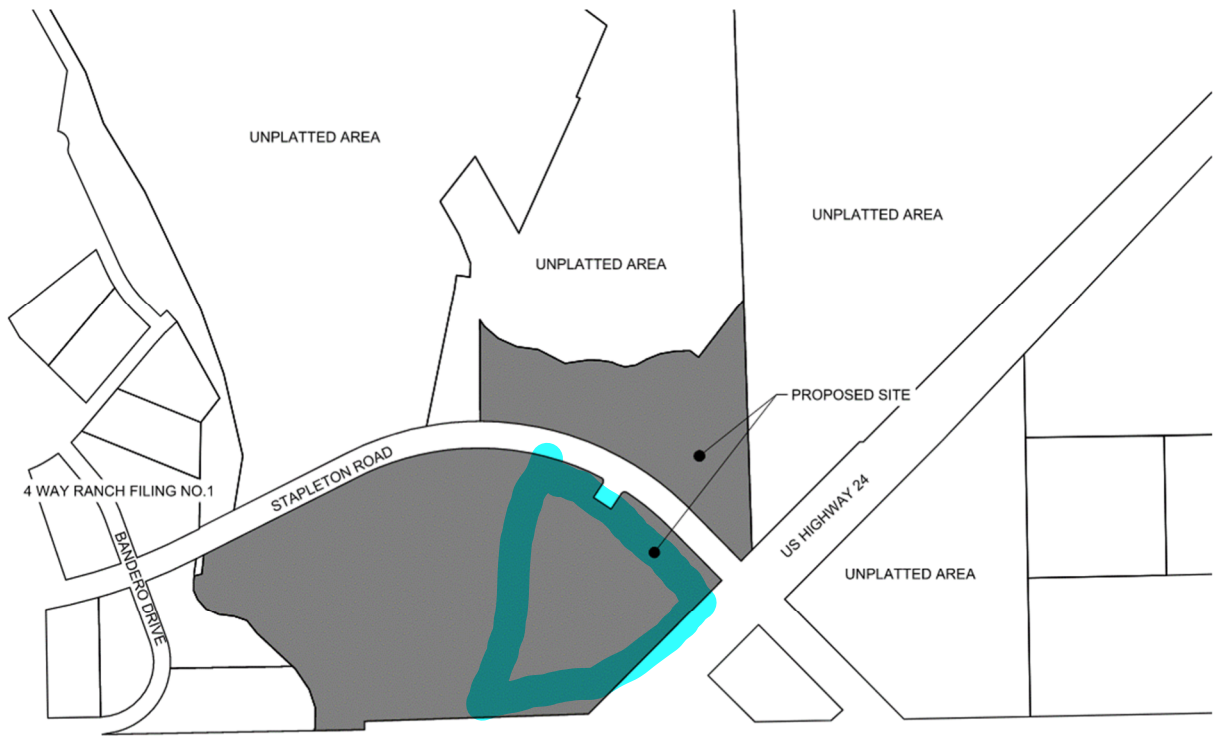 UNPLATTED AREA
UNPLATTED AREA
UNPLATTED AREA
PROPOSED SITE
STAPLETON ROAD
4 WAY RANCH FILING NO.1
US HIGHWAY 24
BANDERO DRIVE
UNPLATTED AREA